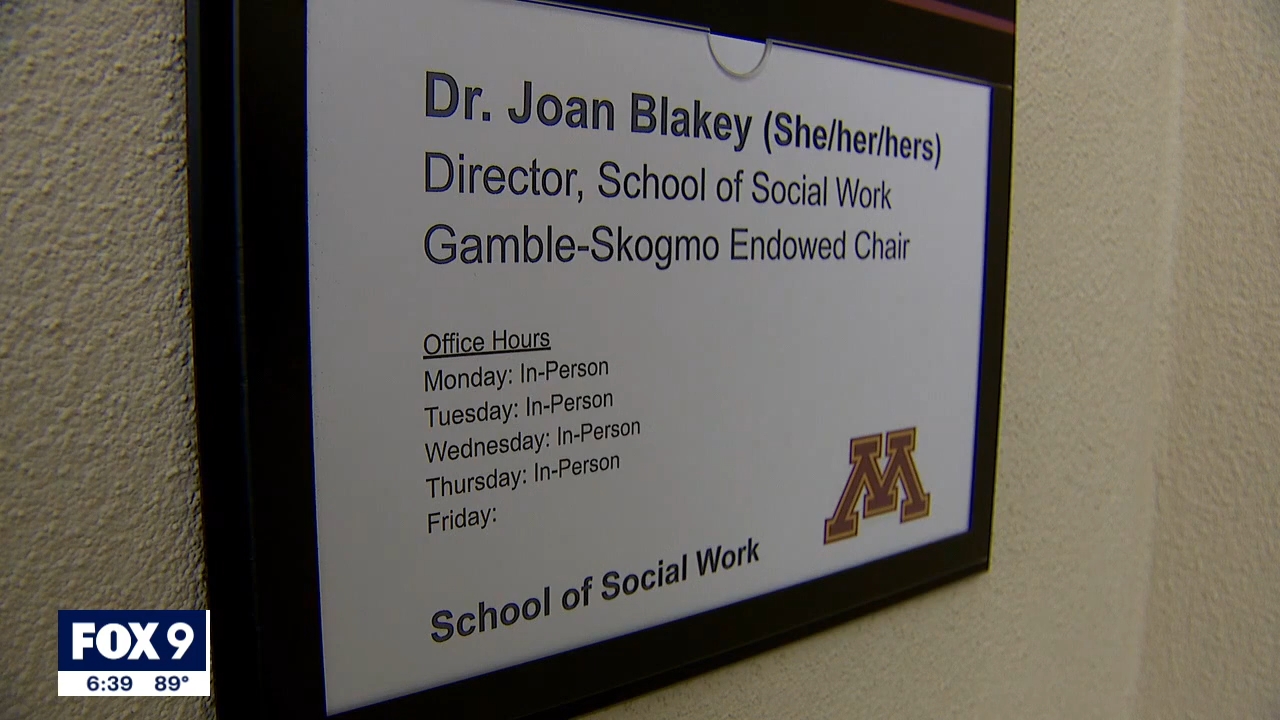 Dr. Joan Blakey (She/her/hers)
Director, School of Social Work
Gamble-Skogmo Endowed Chair
Office Hours
Monday: In-Person
Tuesday: In-Person
Wednesday: In-Person
Thursday: In-Person
Friday:
M
School of Social Work
FOX 9
6:39 89°